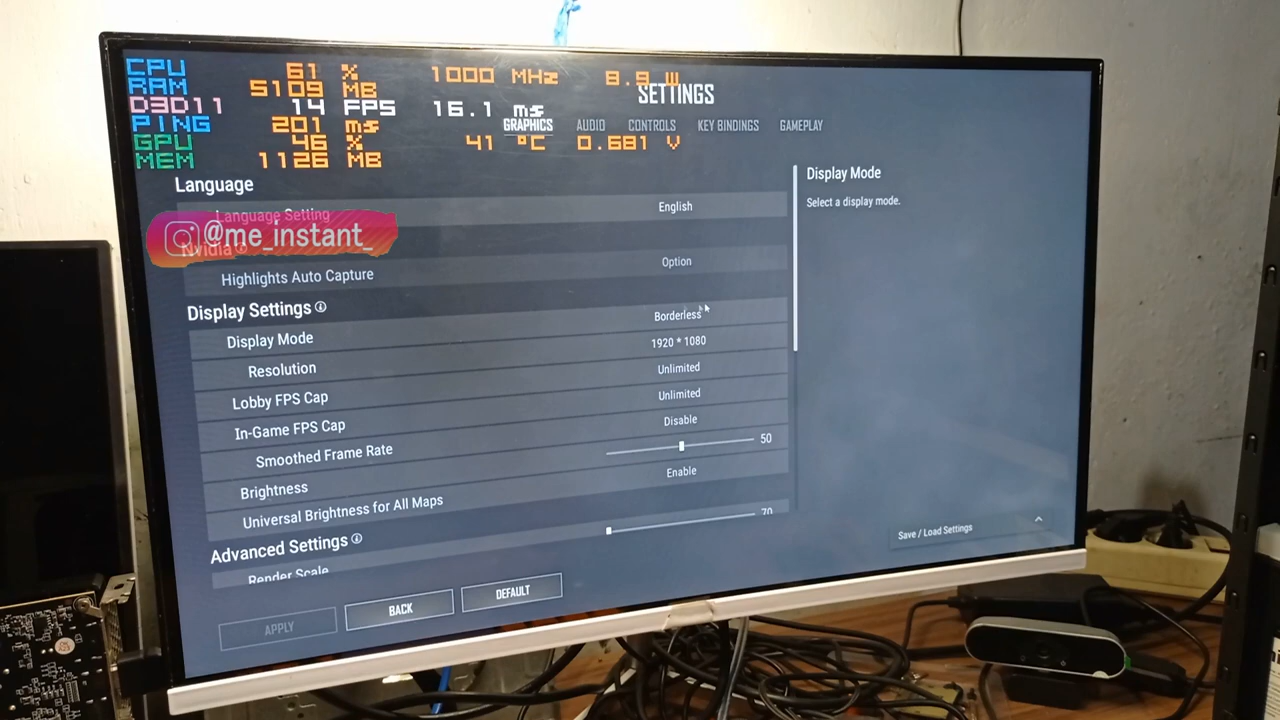 CPU 61 % 1000 MHz 8.9 W
RAM 5109 MB
D3D11 14 FPS 16.1 ms
PING 201 ms
GPU 46 % 41 °C 0.681 V
MEM 1126 MB
SETTINGS
GRAPHICS AUDIO CONTROLS KEY BINDINGS GAMEPLAY
Language
Language Setting English
@me_instant_
Nvidia
Highlights Auto Capture Option
Display Settings
Display Mode Borderless
Resolution 1920 * 1080
Lobby FPS Cap Unlimited
In-Game FPS Cap Unlimited
Smoothed Frame Rate Disable
Brightness 50
Universal Brightness for All Maps Enable
Advanced Settings
Render Scale 70
Display Mode
Select a display mode.
Save / Load Settings
APPLY BACK DEFAULT